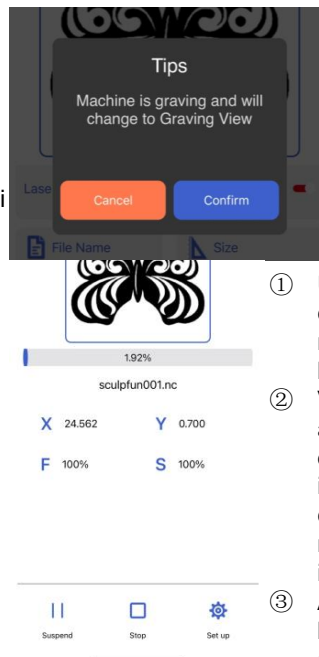 Tips
Machine is graving and will
change to Graving View
Lase
Cancel
Confirm
File Name
Size
1.92%
sculpfun001.nc
X 24.562 Y 0.700
F 100% S 100%
Suspend Stop Set up
①
②
③